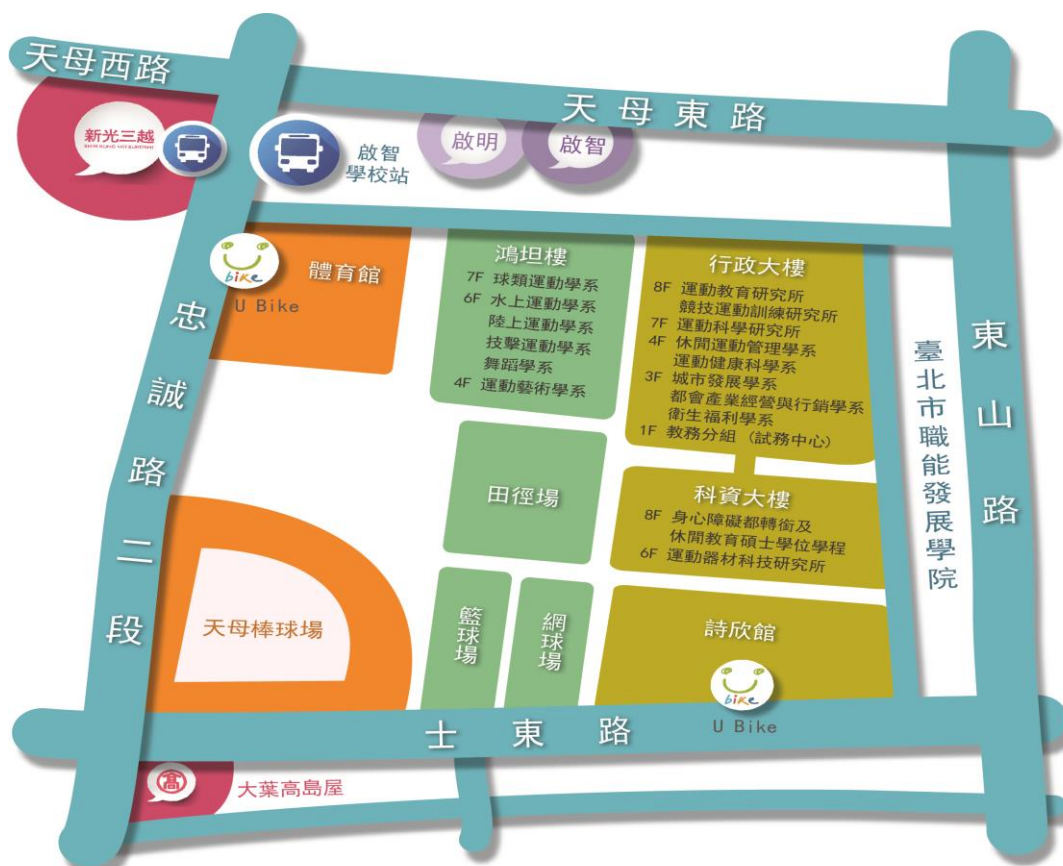 天母西路
天母東路
新光三越
啟智
學校站
啟明
啟智
bike
U Bike
體育館
鴻坦樓
7F 球類運動學系
6F 水上運動學系
陸上運動學系
技擊運動學系
舞蹈學系
4F 運動藝術學系
行政大樓
8F 運動教育研究所
競技運動訓練研究所
7F 運動科學研究所
4F 休閒運動管理學系
運動健康科學系
3F 城市發展學系
都會產業經營與行銷學系
衛生福利學系
1F 教務分組 (試務中心)
忠誠路二段
臺北市職能發展學院
東山路
田徑場
科資大樓
8F 身心障礙都轉銜及
休閒教育碩士學位學程
6F 運動器材科技研究所
天母棒球場
籃球場
網球場
詩欣館
bike
U Bike
士東路
髙
大葉高島屋